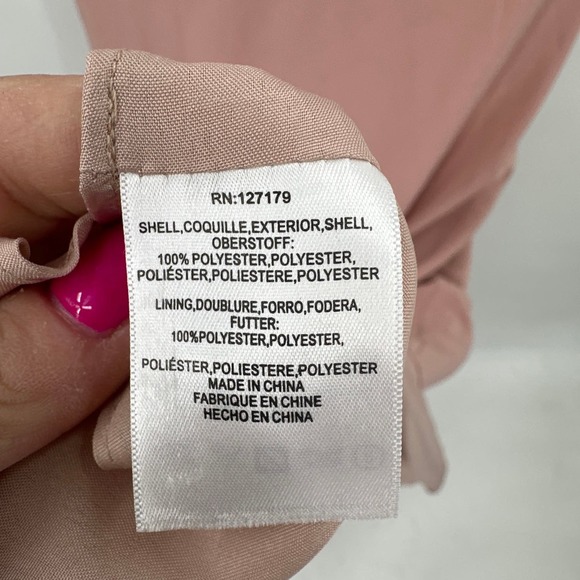 RN:127179
SHELL,COQUILLE,EXTERIOR,SHELL,
OBERSTOFF:
100% POLYESTER,POLYESTER,
POLIÉSTER,POLIESTERE,POLYESTER
LINING,DOUBLURE,FORRO,FODERA,
FUTTER:
100%POLYESTER,POLYESTER,
POLIÉSTER,POLIESTERE,POLYESTER
MADE IN CHINA
FABRIQUE EN CHINE
HECHO EN CHINA